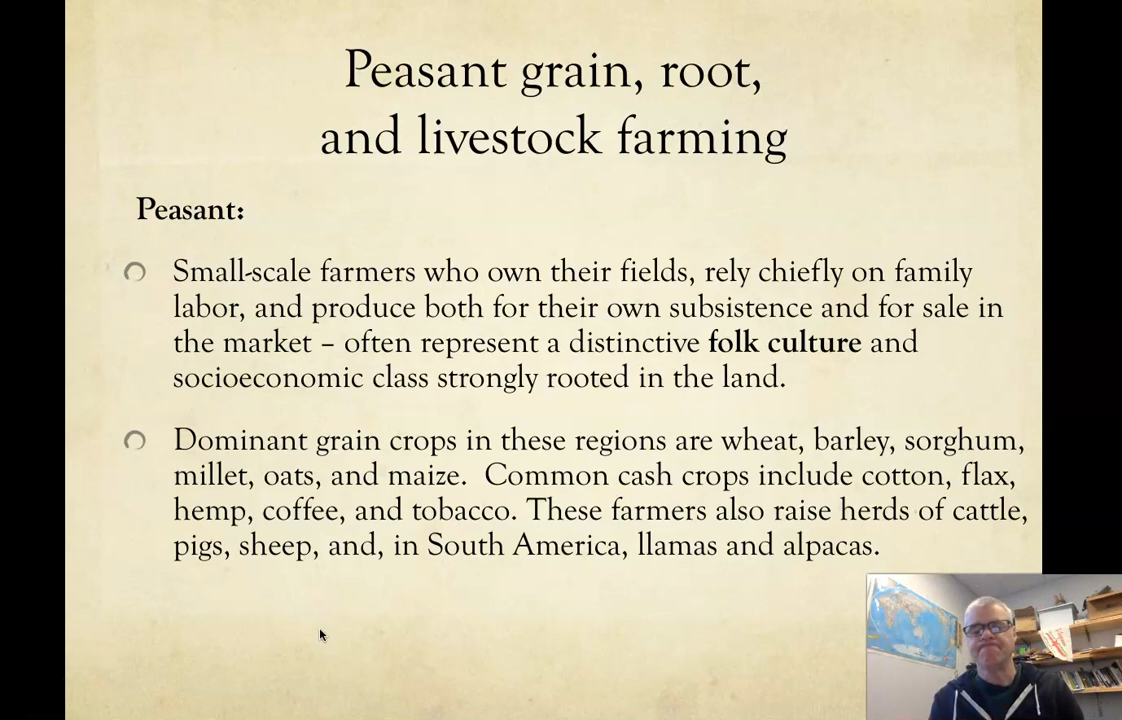 Peasant grain, root,
and livestock farming
Peasant:
Small-scale farmers who own their fields, rely chiefly on family
labor, and produce both for their own subsistence and for sale in
the market – often represent a distinctive folk culture and
socioeconomic class strongly rooted in the land.
Dominant grain crops in these regions are wheat, barley, sorghum,
millet, oats, and maize.  Common cash crops include cotton, flax,
hemp, coffee, and tobacco. These farmers also raise herds of cattle,
pigs, sheep, and, in South America, llamas and alpacas.